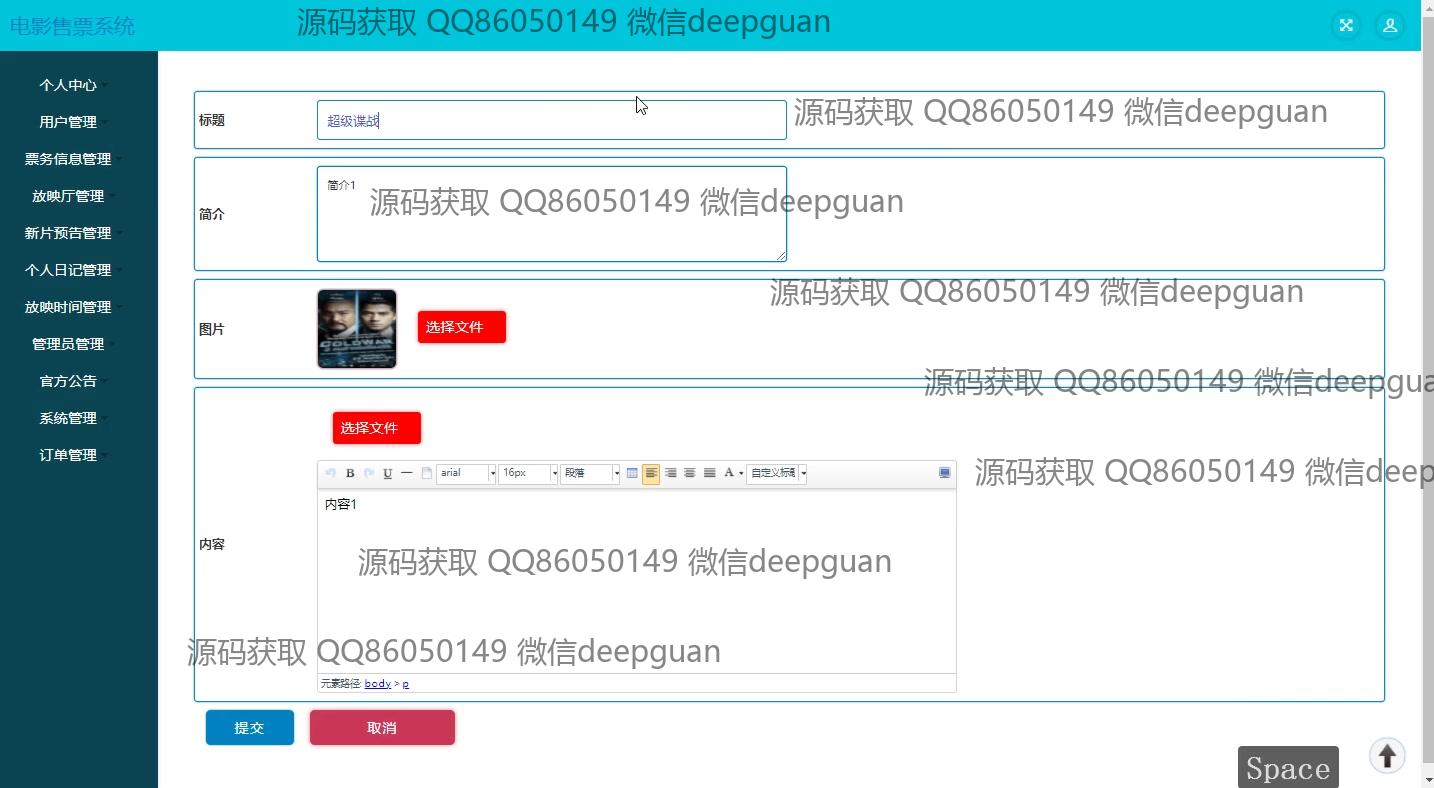 电影售票系统
源码获取 QQ86050149 微信deepguan
个人中心
用户管理
票务信息管理
放映厅管理
新片预告管理
个人日记管理
放映时间管理
管理员管理
官方公告
系统管理
订单管理
标题
超级谍战
源码获取 QQ86050149 微信deepguan
简介
简介1
源码获取 QQ86050149 微信deepguan
源码获取 QQ86050149 微信deepguan
图片
COLDWAR
选择文件
源码获取 QQ86050149 微信deepgua
选择文件
B U arial 16px 段落 A 自定义标题
源码获取 QQ86050149 微信deep
内容
内容1
源码获取 QQ86050149 微信deepguan
源码获取 QQ86050149 微信deepguan
元素路径: body > p
提交
取消
Space